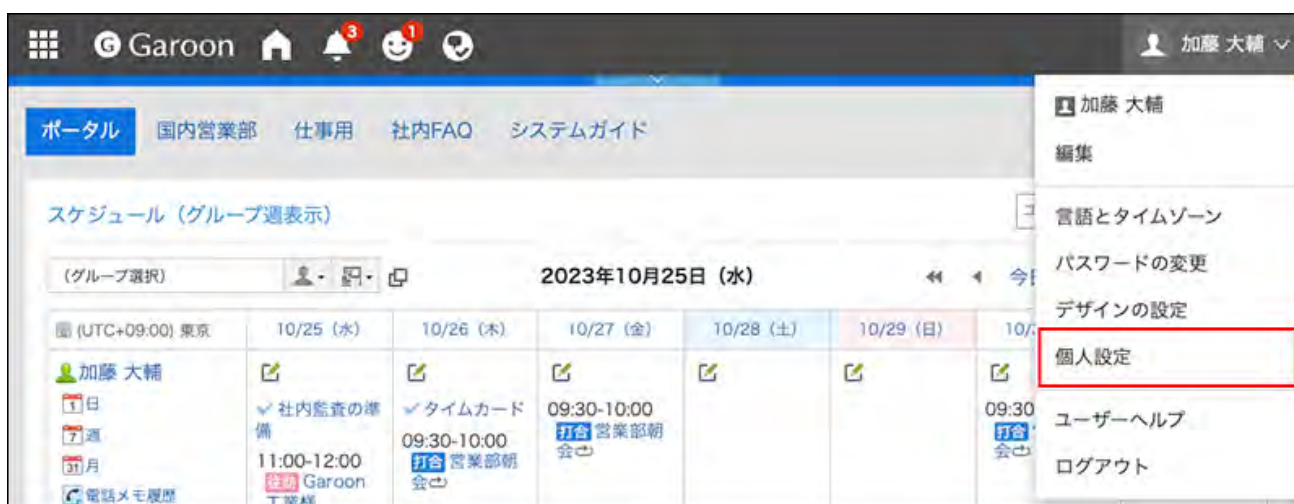 Garoon 3 1 加藤 大輔
加藤 大輔
編集
言語とタイムゾーン
パスワードの変更
デザインの設定
個人設定
ユーザーヘルプ
ログアウト
ポータル 国内営業部 仕事用 社内FAQ システムガイド
スケジュール（グループ週表示）
（グループ選択） 2023年10月25日（水） 今日
(UTC+09:00) 東京 10/25（水） 10/26（木） 10/27（金） 10/28（土） 10/29（日） 10/
加藤 大輔
1 日
7 週
31 月
電話メモ履歴
社内監査の準
備
11:00-12:00
往訪 Garoon
工業様
タイムカード
09:30-10:00
打合 営業部朝
会
09:30-10:00
打合 営業部朝
会
09:30
打合
会